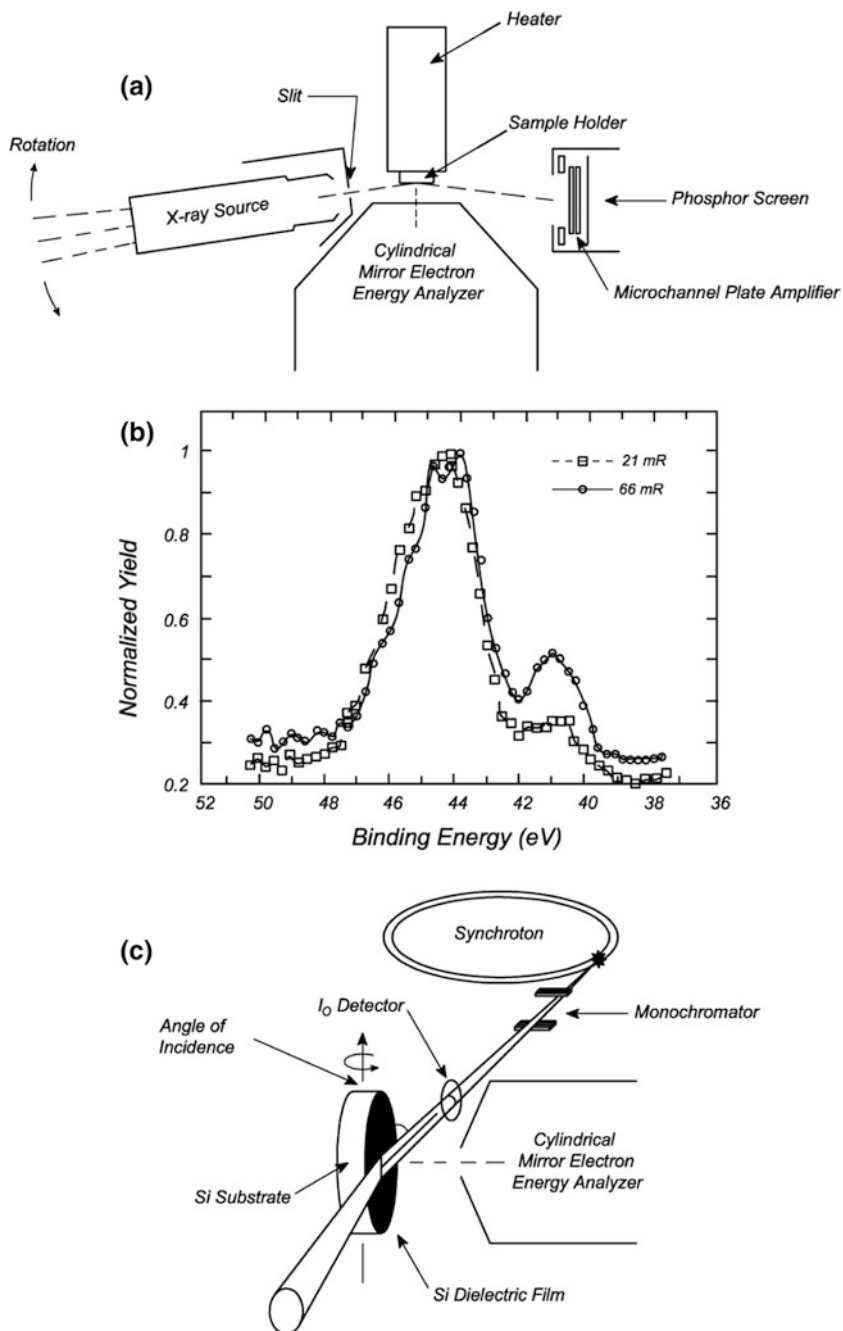 (a)
Heater
Slit
Sample Holder
Rotation
X-ray Source
Phosphor Screen
Cylindrical
Mirror Electron
Energy Analyzer
Microchannel Plate Amplifier
(b)
1
0.8
0.6
0.4
0.2
Normalized Yield
21 mR
66 mR
52 50 48 46 44 42 40 38 36
Binding Energy (eV)
(c)
Synchroton
IO Detector
Monochromator
Angle of
Incidence
Cylindrical
Mirror Electron
Energy Analyzer
Si Substrate
Si Dielectric Film